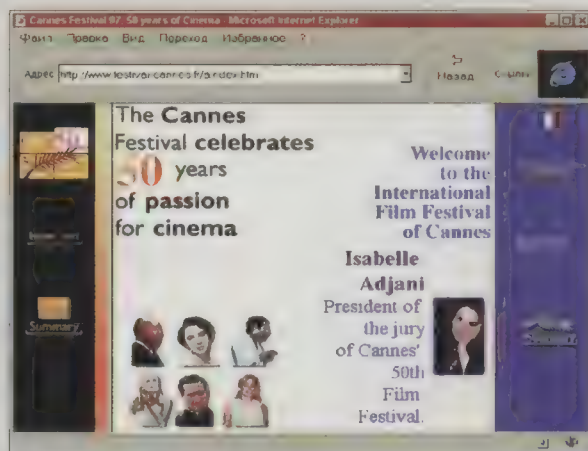 Cannes Festival 97: 50 years of Cinema - Microsoft Internet Explorer
Файл Правка Вид Переход Избранное ?
Адрес http://www.festival-cannes.fr/aindex.htm
Назад
The Cannes
Festival celebrates
50 years
of passion
for cinema
Welcome
to the
International
Film Festival
of Cannes
Isabelle
Adjani
President of
the jury
of Cannes'
50th
Film
Festival.
Summary